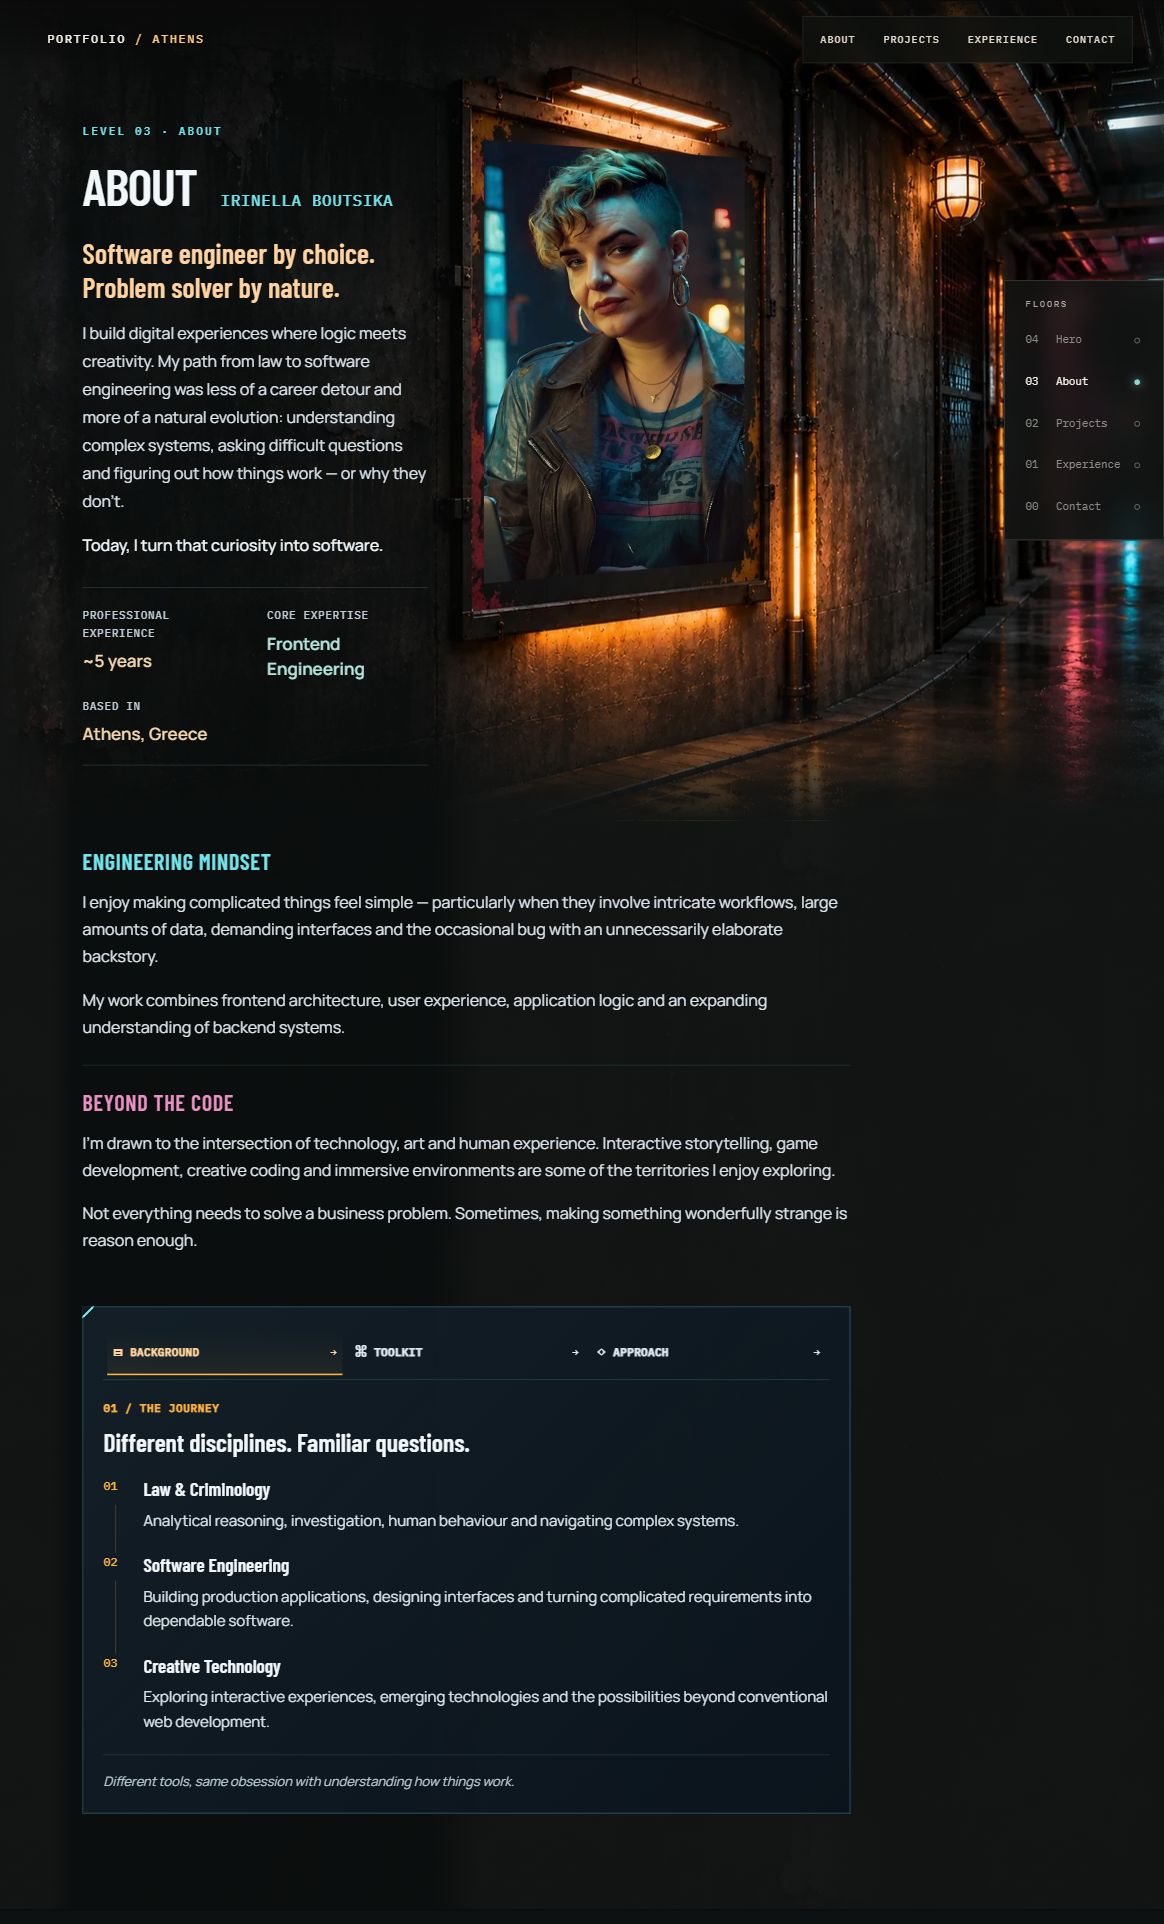 PORTFOLIO / ATHENS
ABOUT PROJECTS EXPERIENCE CONTACT
LEVEL 03 · ABOUT
ABOUT IRINELLA BOUTSIKA
Software engineer by choice.
Problem solver by nature.
I build digital experiences where logic meets
creativity. My path from law to software
engineering was less of a career detour and
more of a natural evolution: understanding
complex systems, asking difficult questions
and figuring out how things work — or why they
don't.
Today, I turn that curiosity into software.
PROFESSIONAL
EXPERIENCE
~5 years
CORE EXPERTISE
Frontend
Engineering
BASED IN
Athens, Greece
FLOORS
04 Hero
03 About
02 Projects
01 Experience
00 Contact
ENGINEERING MINDSET
I enjoy making complicated things feel simple — particularly when they involve intricate workflows, large
amounts of data, demanding interfaces and the occasional bug with an unnecessarily elaborate
backstory.
My work combines frontend architecture, user experience, application logic and an expanding
understanding of backend systems.
BEYOND THE CODE
I'm drawn to the intersection of technology, art and human experience. Interactive storytelling, game
development, creative coding and immersive environments are some of the territories I enjoy exploring.
Not everything needs to solve a business problem. Sometimes, making something wonderfully strange is
reason enough.
⊟ BACKGROUND → ⌘ TOOLKIT → ◇ APPROACH →
01 / THE JOURNEY
Different disciplines. Familiar questions.
01 Law & Criminology
Analytical reasoning, investigation, human behaviour and navigating complex systems.
02 Software Engineering
Building production applications, designing interfaces and turning complicated requirements into
dependable software.
03 Creative Technology
Exploring interactive experiences, emerging technologies and the possibilities beyond conventional
web development.
Different tools, same obsession with understanding how things work.